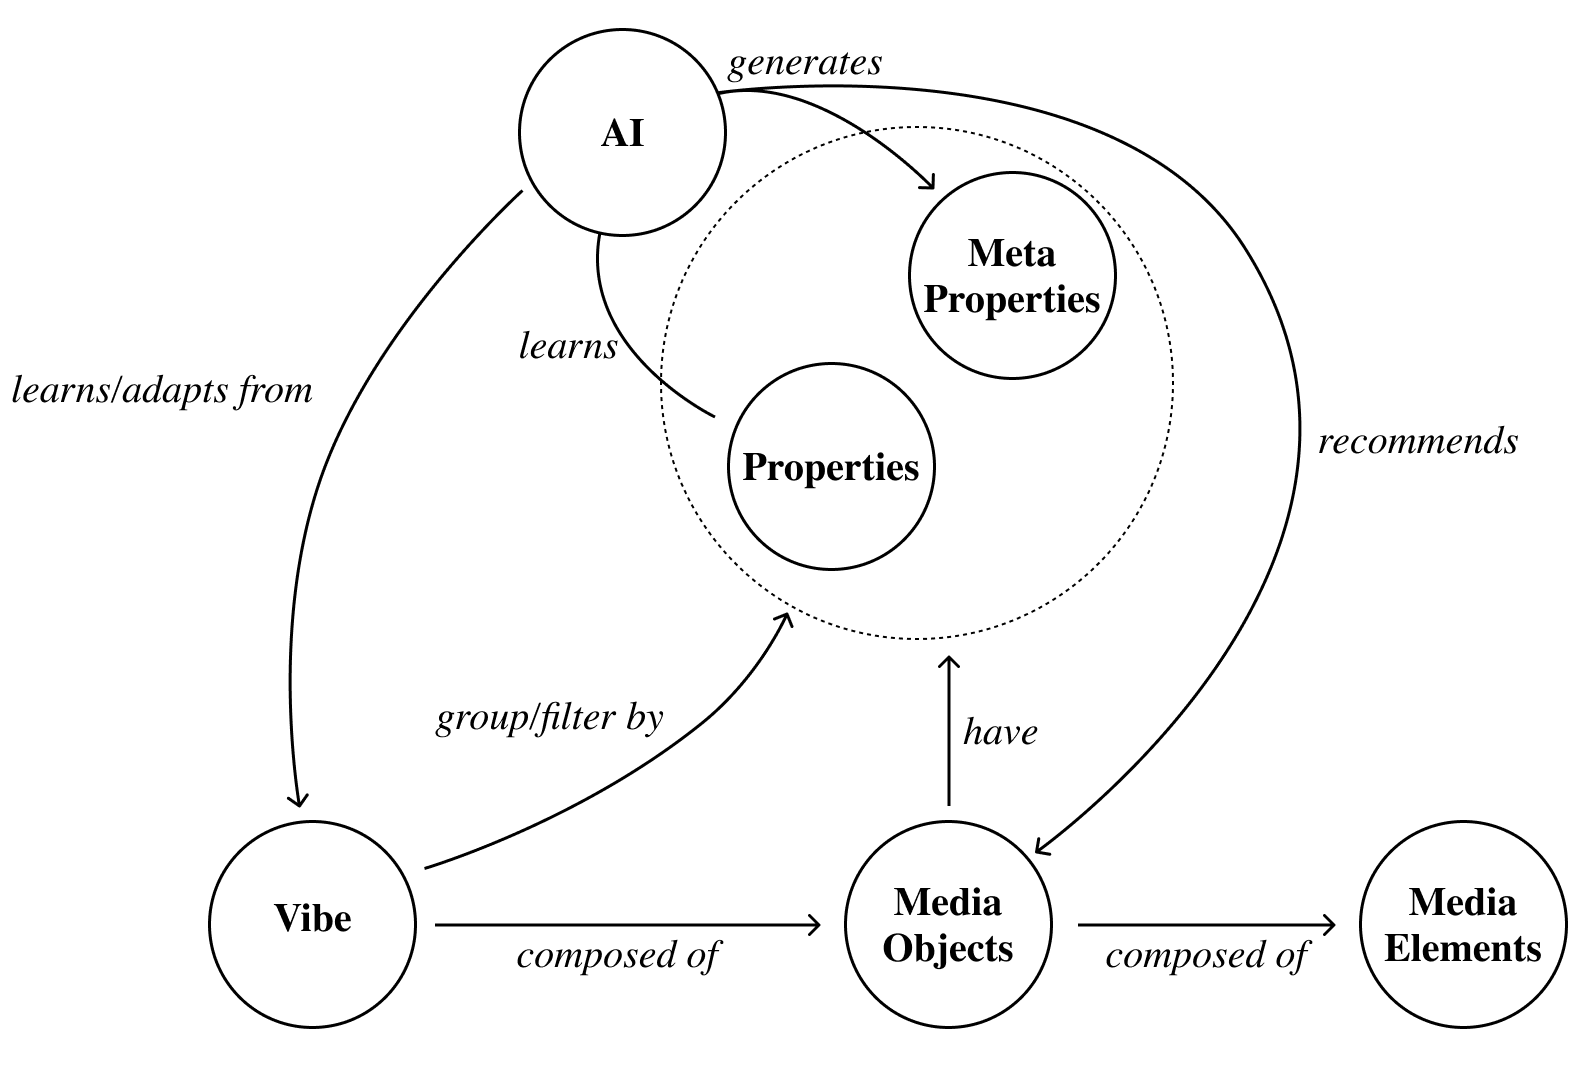 generates
AI
Meta
Properties
learns
learns/adapts from
recommends
Properties
group/filter by
have
Vibe
composed of
Media
Objects
composed of
Media
Elements